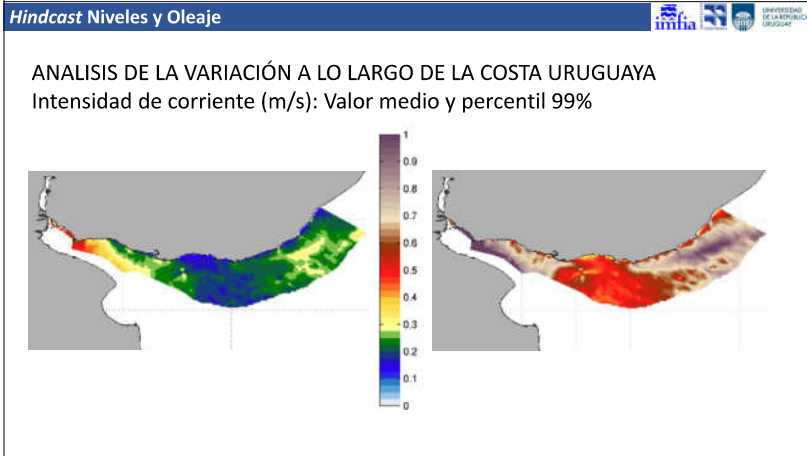 Hindcast Niveles y Oleaje
imfia
UNIVERSIDAD
DE LA REPÚBLICA
URUGUAY
ANALISIS DE LA VARIACIÓN A LO LARGO DE LA COSTA URUGUAYA
Intensidad de corriente (m/s): Valor medio y percentil 99%
1
0.9
0.8
0.7
0.6
0.5
0.4
0.3
0.2
0.1
0